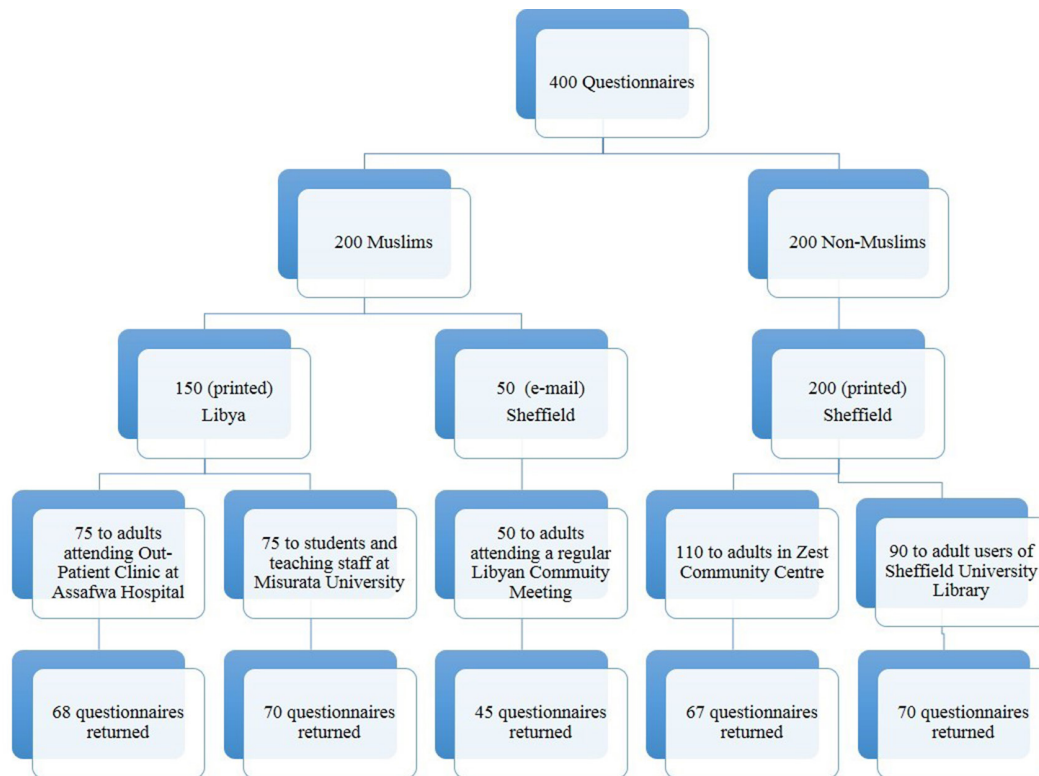 400 Questionnaires
200 Muslims
200 Non-Muslims
150 (printed)
Libya
50 (e-mail)
Sheffield
200 (printed)
Sheffield
75 to adults
attending Out-
Patient Clinic at
Assafwa Hospital
75 to students and
teaching staff at
Misurata University
50 to adults
attending a regular
Libyan Commuity
Meeting
110 to adults in Zest
Community Centre
90 to adult users of
Sheffield University
Library
68 questionnaires
returned
70 questionnaires
returned
45 questionnaires
returned
67 questionnaires
returned
70 questionnaires
returned